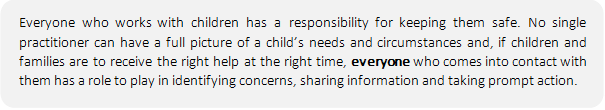 Everyone who works with children has a responsibility for keeping them safe. No single
practitioner can have a full picture of a child’s needs and circumstances and, if children and
families are to receive the right help at the right time, everyone who comes into contact with
them has a role to play in identifying concerns, sharing information and taking prompt action.